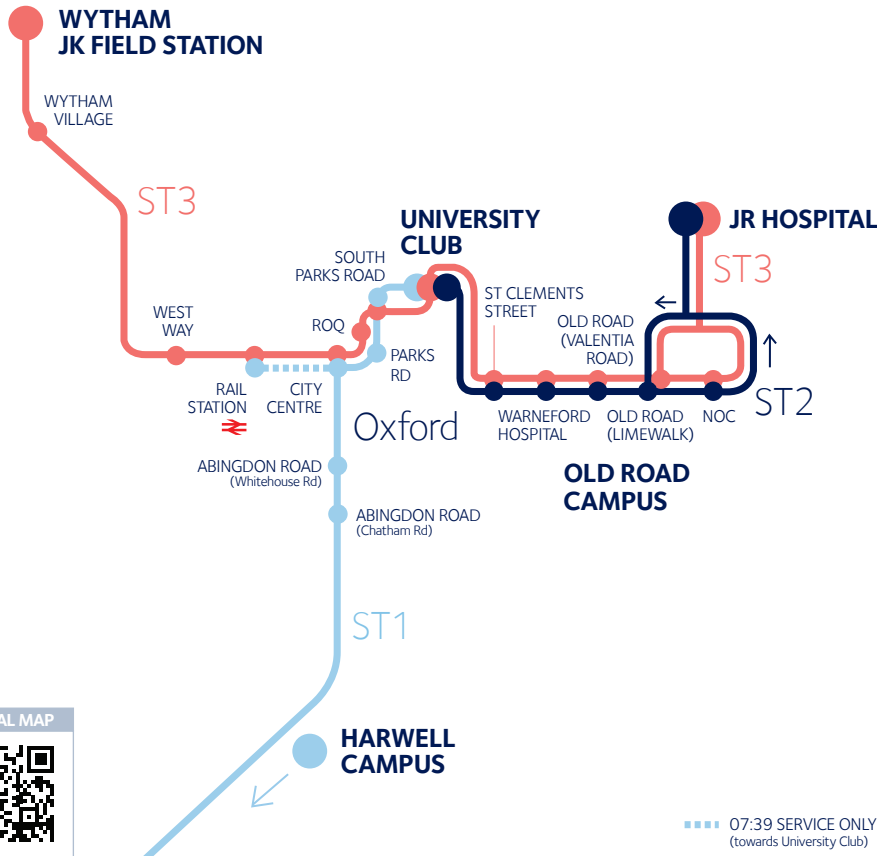 WYTHAM
JK FIELD STATION
WYTHAM
VILLAGE
ST3
UNIVERSITY
CLUB
JR HOSPITAL
ST3
SOUTH
PARKS ROAD
ST CLEMENTS
STREET
OLD ROAD
(VALENTIA
ROAD)
WEST
WAY
ROQ
PARKS
RD
RAIL
STATION
CITY
CENTRE
Oxford
WARNEFORD
HOSPITAL
OLD ROAD
(LIMEWALK)
NOC
ST2
OLD ROAD
CAMPUS
ABINGDON ROAD
(Whitehouse Rd)
ABINGDON ROAD
(Chatham Rd)
ST1
HARWELL
CAMPUS
AL MAP
07:39 SERVICE ONLY
(towards University Club)